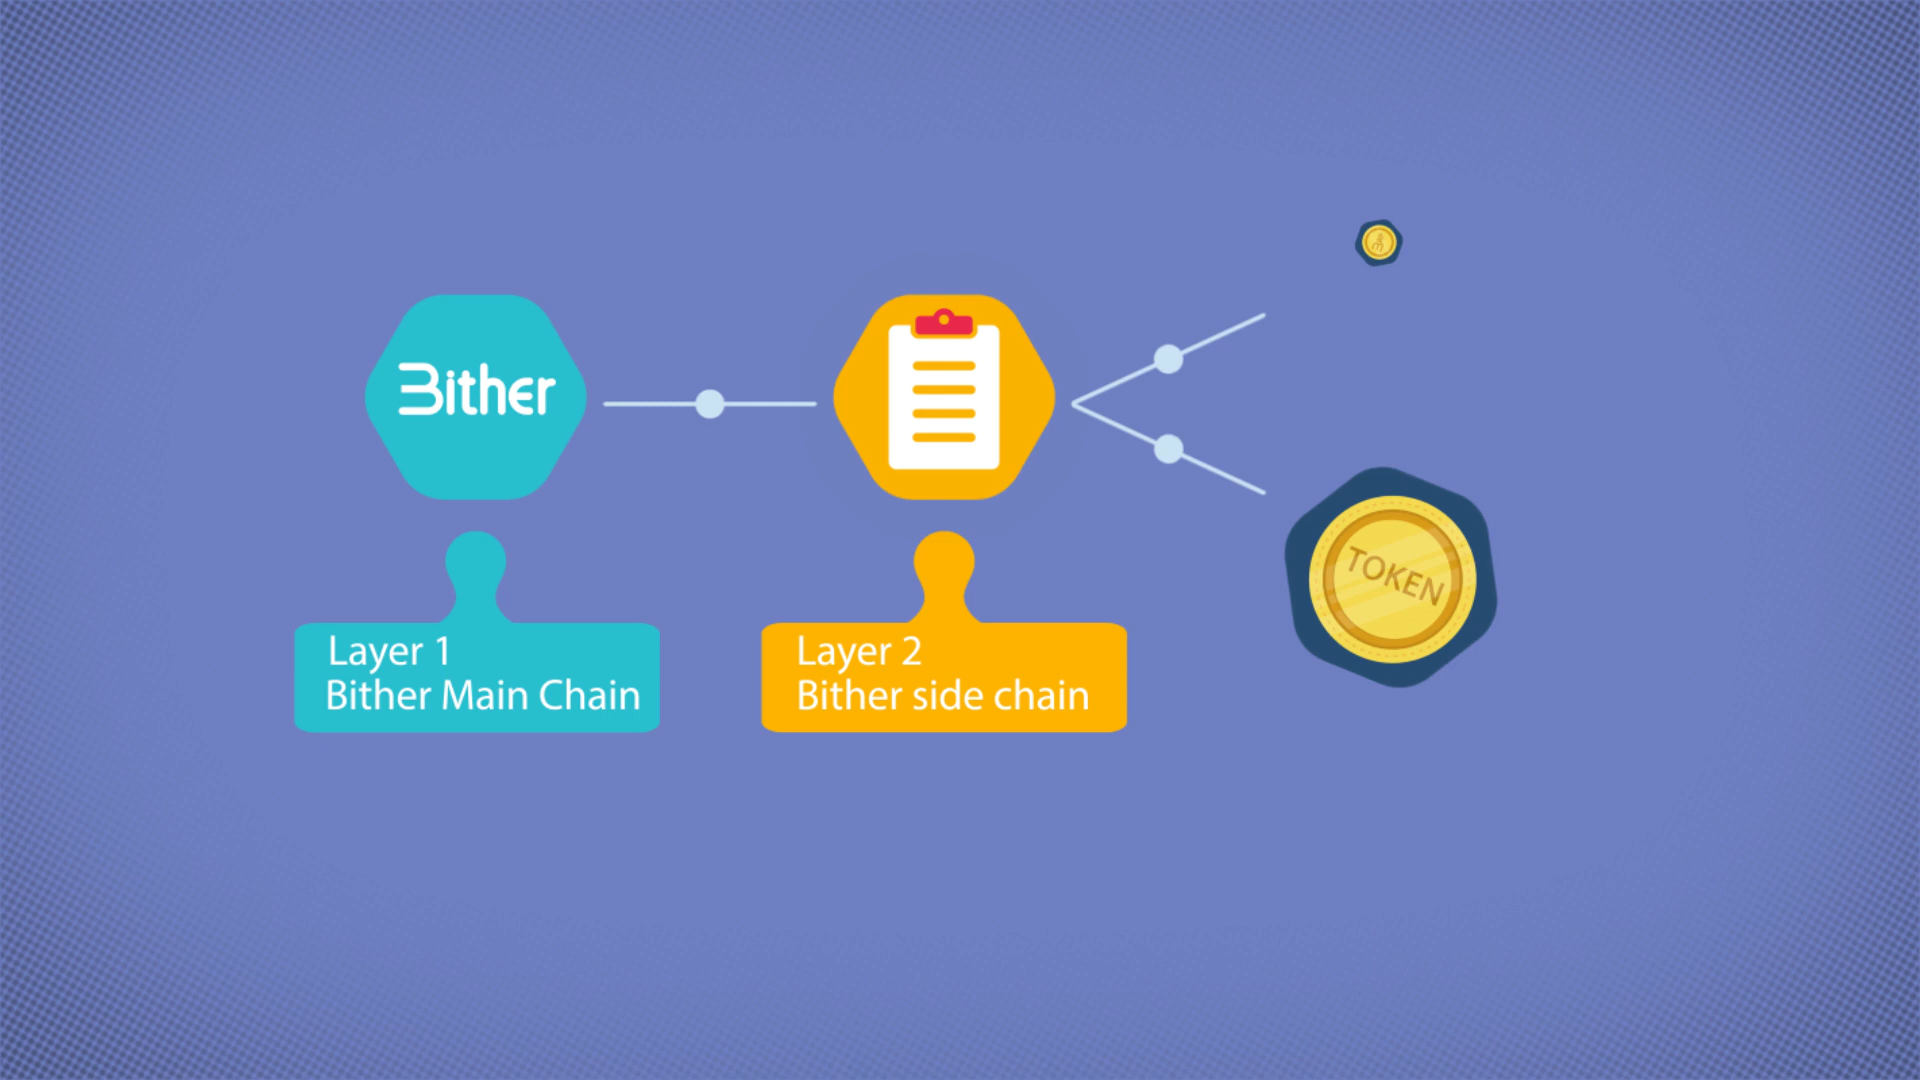 Bither
TOKEN
Layer 1
Bither Main Chain
Layer 2
Bither side chain